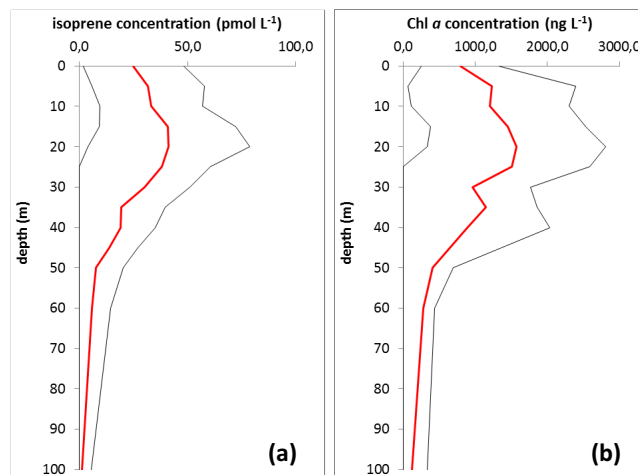 isoprene concentration (pmol L-1)
0,0 50,0 100,0
0
10
20
30
40
50
60
70
80
90
100
depth (m)
(a)
Chl a concentration (ng L-1)
0,0 1000,0 2000,0 3000,0
0
10
20
30
40
50
60
70
80
90
100
depth (m)
(b)